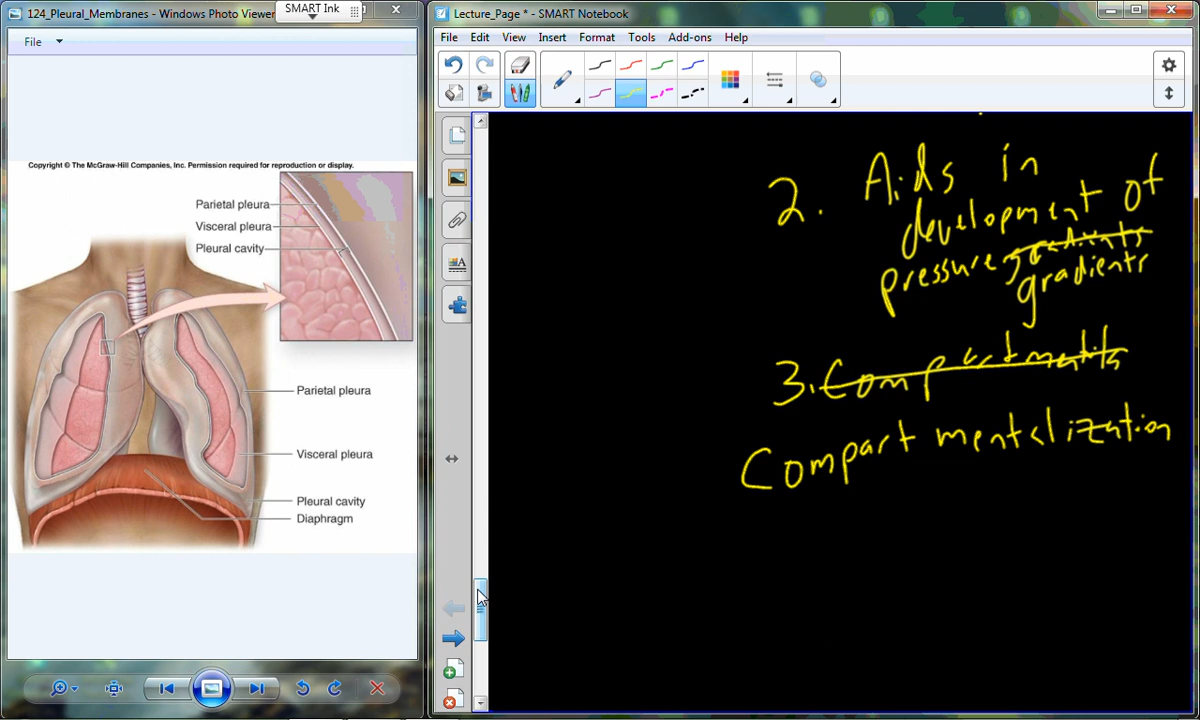 124_Pleural_Membranes - Windows Photo Viewer
SMART Ink
File
Copyright © The McGraw-Hill Companies, Inc. Permission required for reproduction or display.
Parietal pleura
Visceral pleura
Pleural cavity
Parietal pleura
Visceral pleura
Pleural cavity
Diaphragm
Lecture_Page * - SMART Notebook
File Edit View Insert Format Tools Add-ons Help
2. Aids in
development of
pressure gradients
gradients
3. Compartmentits
Compartmentalization